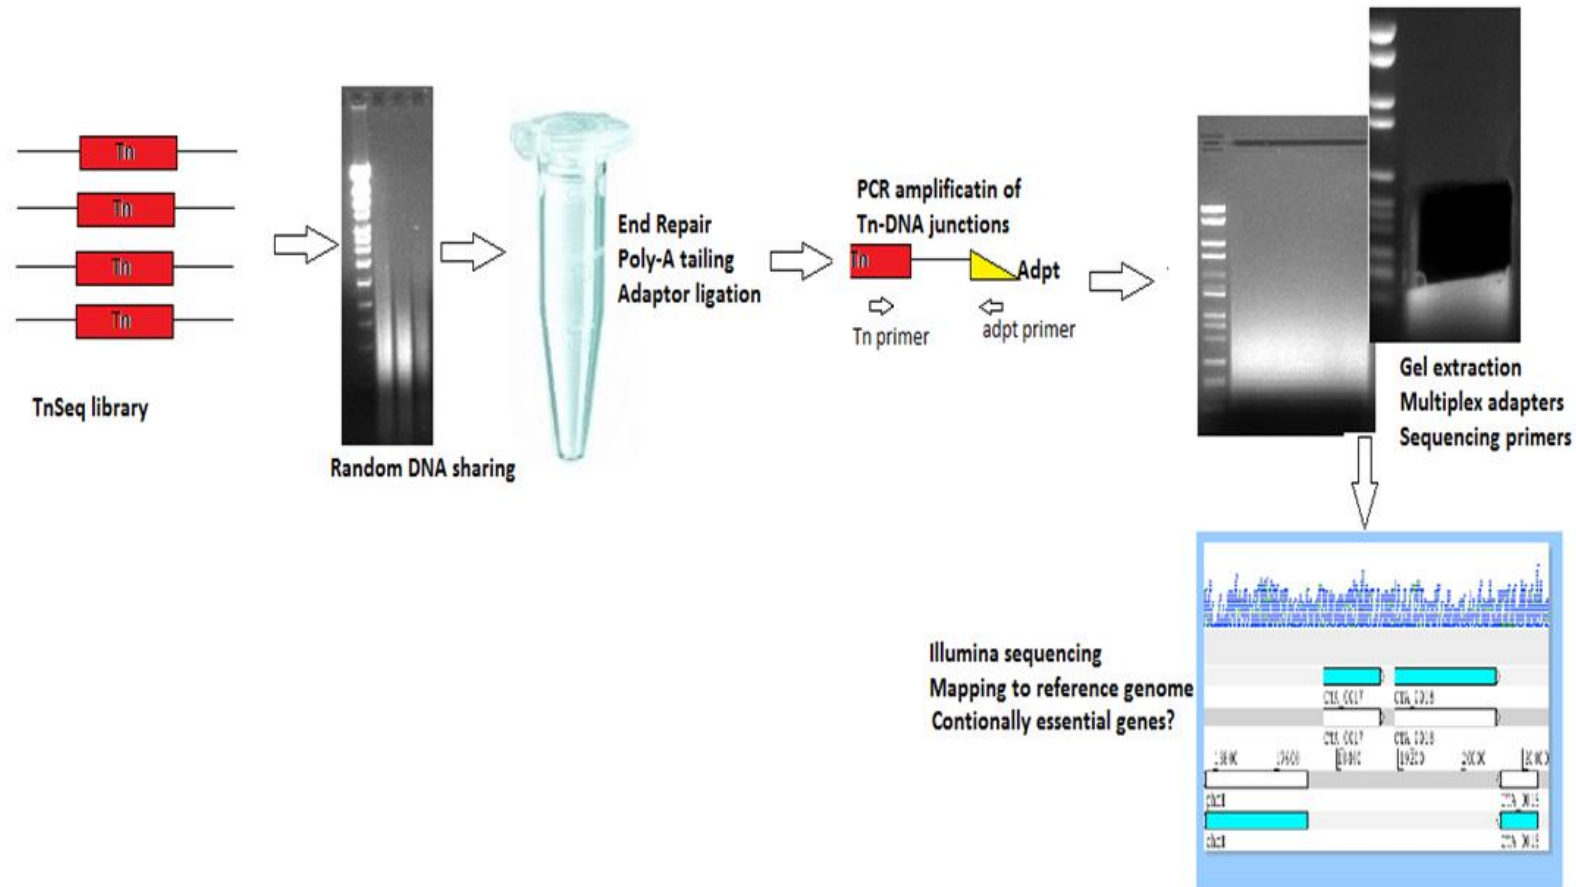 Tn
Tn
Tn
Tn
TnSeq library
Random DNA sharing
End Repair
Poly-A tailing
Adaptor ligation
PCR amplificatin of
Tn-DNA junctions
Tn
Adpt
Tn primer
adpt primer
Gel extraction
Multiplex adapters
Sequencing primers
Illumina sequencing
Mapping to reference genome
Contionally essential genes?